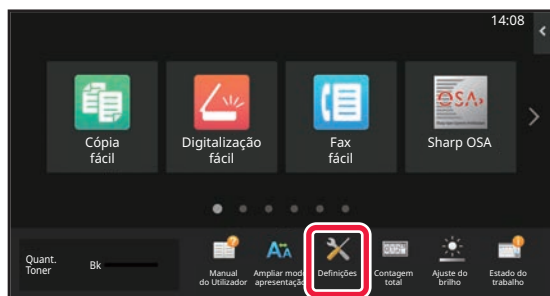 14:08
Cópia
fácil
Digitalização
fácil
Fax
fácil
OSA
Sharp OSA
Quant.
Toner
Bk
Manual
do Utilizador
Ampliar modo
apresentação
Definições
Contagem
total
Ajuste do
brilho
Estado do
trabalho